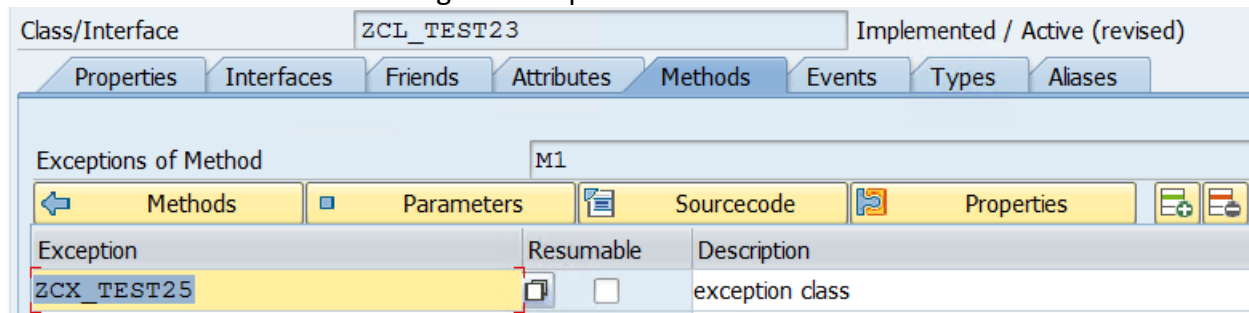 Class/Interface ZCL_TEST23 Implemented / Active (revised)
Properties Interfaces Friends Attributes Methods Events Types Aliases
Exceptions of Method M1
Methods Parameters Sourcecode Properties
Exception Resumable Description
ZCX_TEST25 exception class